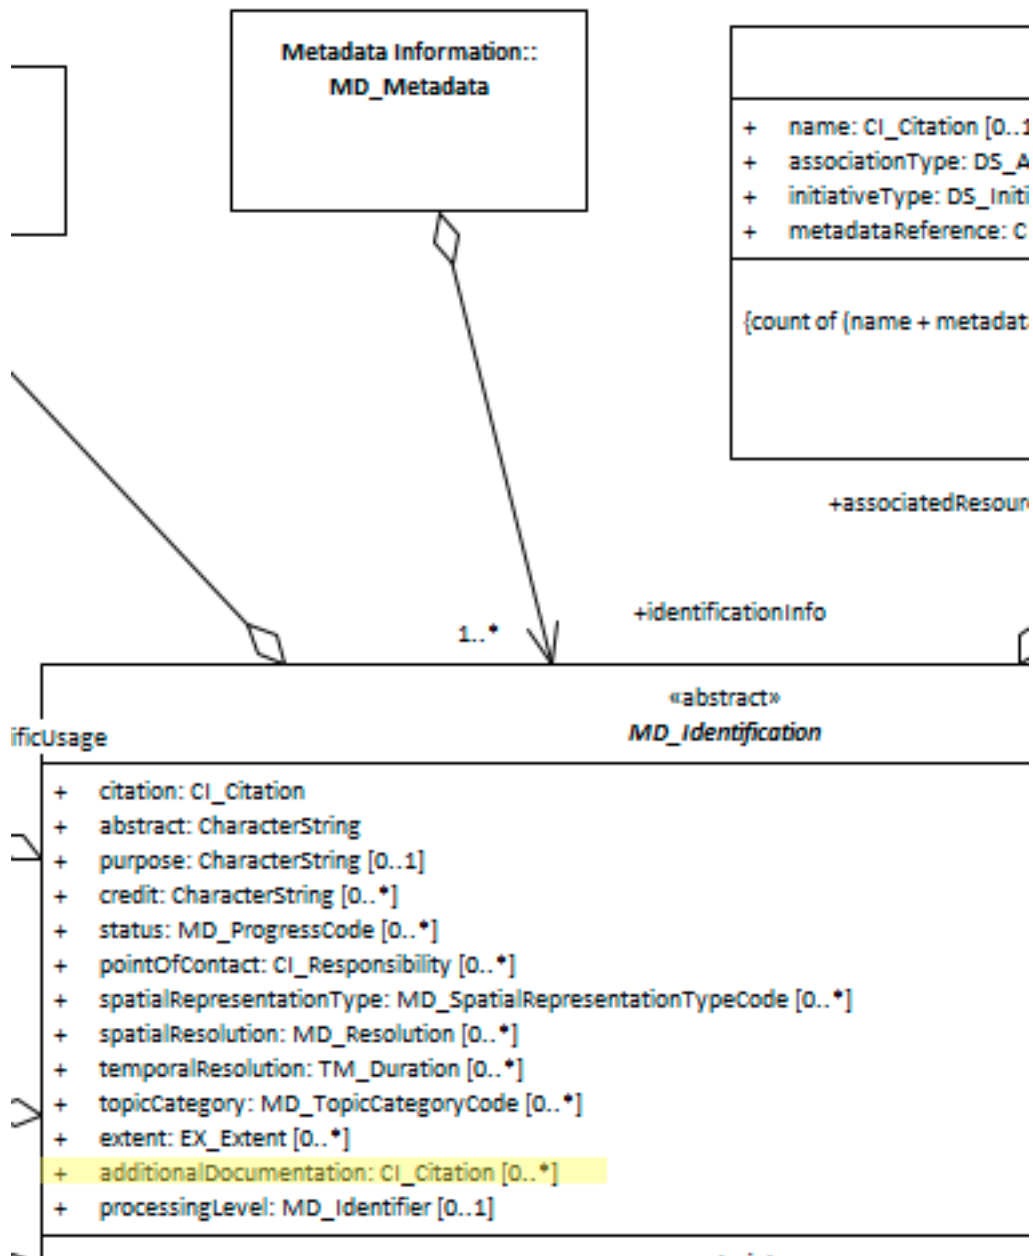 Metadata Information::
MD_Metadata
+ name: CI_Citation [0..1
+ associationType: DS_A
+ initiativeType: DS_Initi
+ metadataReference: C
{count of (name + metadata
+associatedResour
+identificationInfo
1..*
«abstract»
MD_Identification
ificUsage
+ citation: CI_Citation
+ abstract: CharacterString
+ purpose: CharacterString [0..1]
+ credit: CharacterString [0..*]
+ status: MD_ProgressCode [0..*]
+ pointOfContact: CI_Responsibility [0..*]
+ spatialRepresentationType: MD_SpatialRepresentationTypeCode [0..*]
+ spatialResolution: MD_Resolution [0..*]
+ temporalResolution: TM_Duration [0..*]
+ topicCategory: MD_TopicCategoryCode [0..*]
+ extent: EX_Extent [0..*]
+ additionalDocumentation: CI_Citation [0..*]
+ processingLevel: MD_Identifier [0..1]